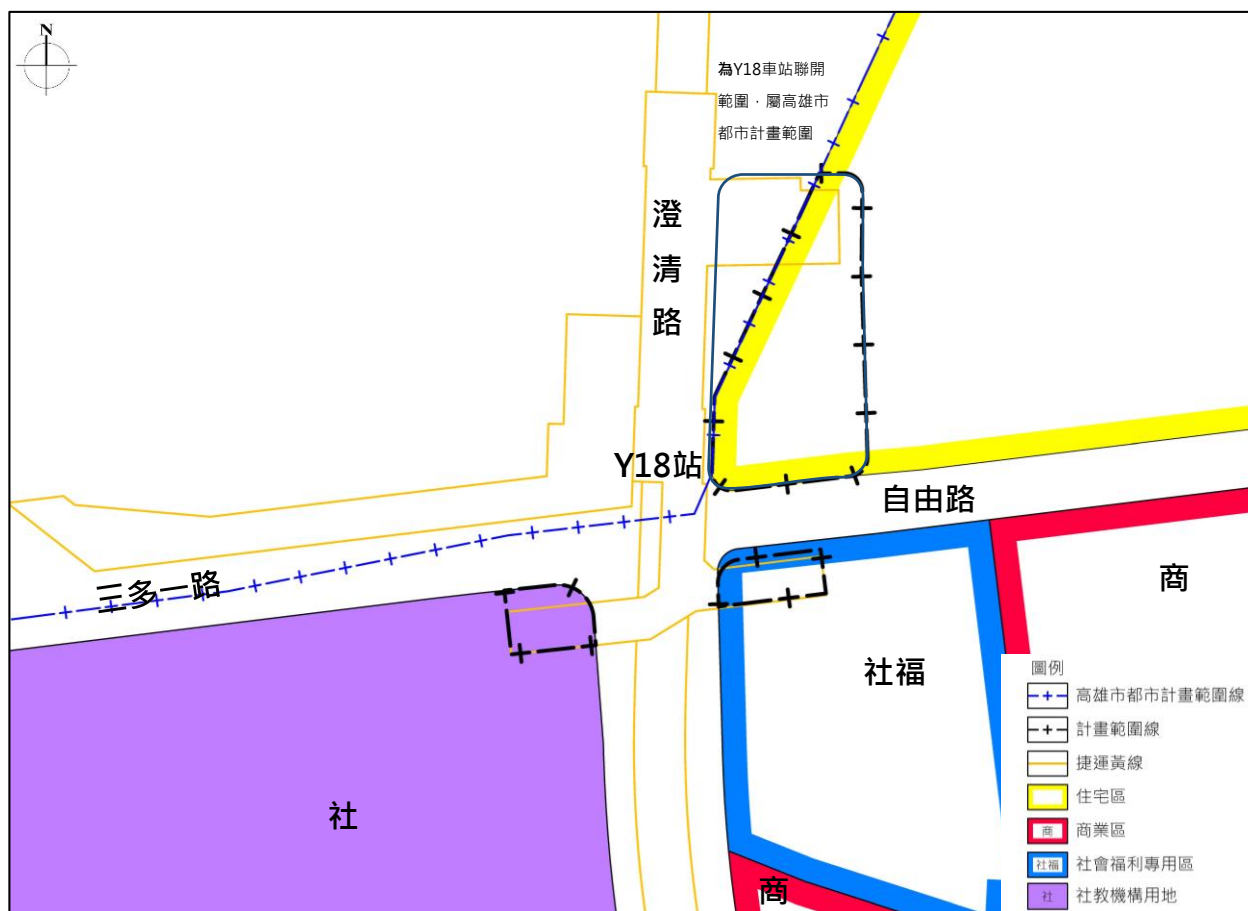 N
為Y18車站聯開
範圍，屬高雄市
都市計畫範圍
澄
清
路
Y18站
自由路
三多一路
商
社福
社
商
圖例
高雄市都市計畫範圍線
計畫範圍線
捷運黃線
住宅區
商 商業區
社福 社會福利專用區
社 社教機構用地